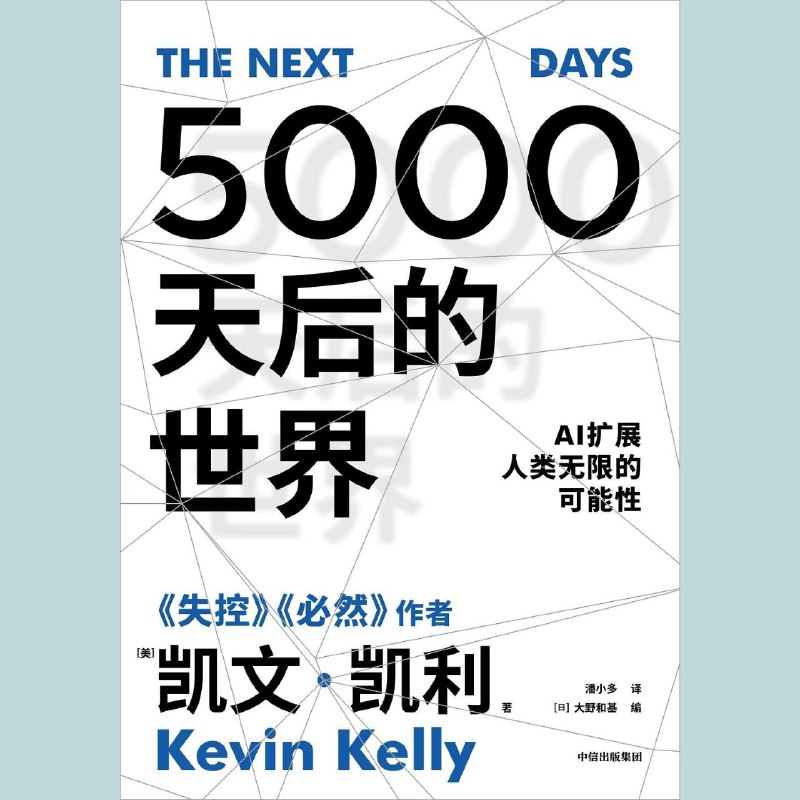 THE NEXT DAYS
5000
天后的
世界
AI扩展
人类无限的
可能性
《失控》《必然》作者
[美] 凯文·凯利 著
Kevin Kelly
潘小多 译
[日] 大野和基 编
中信出版集团